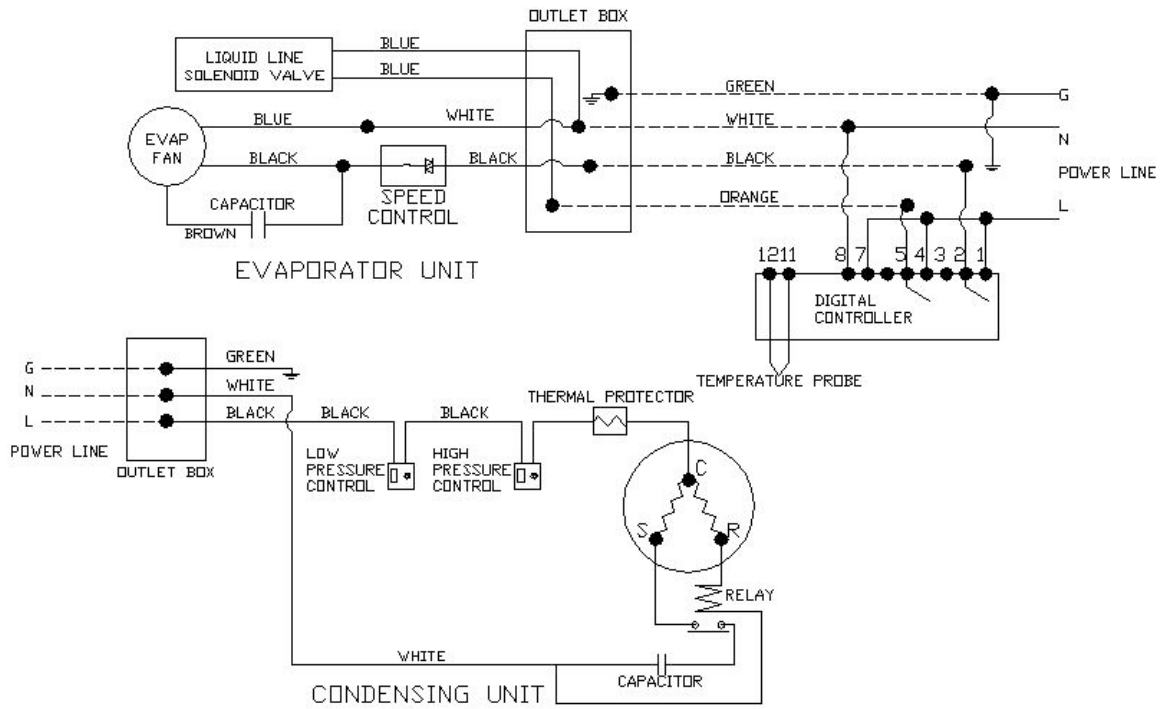 OUTLET BOX
LIQUID LINE
SOLENOID VALVE
BLUE
BLUE
GREEN
G
EVAP
FAN
BLUE
WHITE
WHITE
N
BLACK
BLACK
BLACK
POWER LINE
SPEED
CONTROL
ORANGE
L
CAPACITOR
BROWN
EVAPORATOR UNIT
12 11 8 7 5 4 3 2 1
DIGITAL
CONTROLLER
TEMPERATURE PROBE
G
GREEN
N
WHITE
L
BLACK
BLACK
BLACK
THERMAL PROTECTOR
POWER LINE
OUTLET BOX
LOW
PRESSURE
CONTROL
HIGH
PRESSURE
CONTROL
C
S
R
RELAY
WHITE
CAPACITOR
CONDENSING UNIT